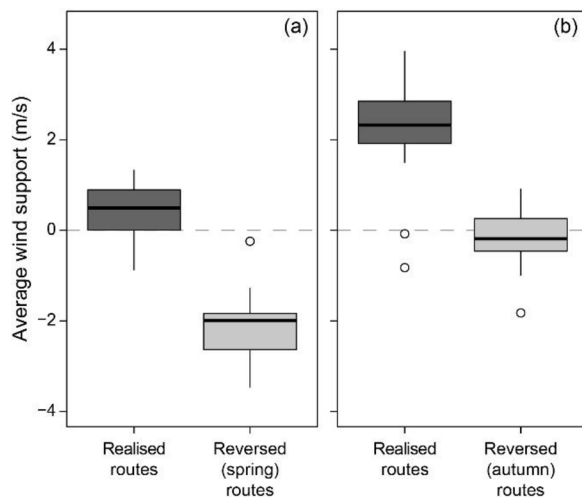 (a)
(b)
Average wind support (m/s)
4
2
0
−2
−4
Realised
routes
Reversed
(spring)
routes
Realised
routes
Reversed
(autumn)
routes